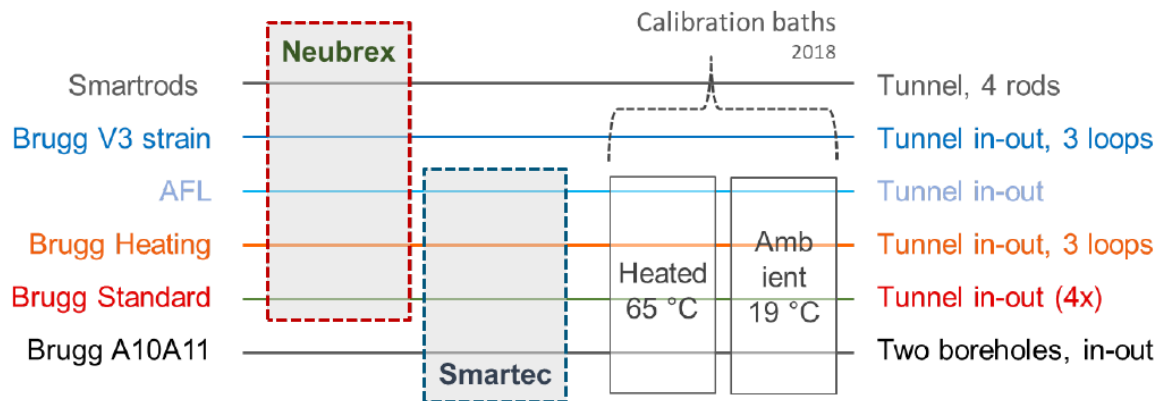 Calibration baths
2018
Neubrex
Smartrods
Tunnel, 4 rods
Brugg V3 strain
Tunnel in-out, 3 loops
AFL
Tunnel in-out
Brugg Heating
Tunnel in-out, 3 loops
Heated
65 °C
Amb
ient
19 °C
Brugg Standard
Tunnel in-out (4x)
Brugg A10A11
Two boreholes, in-out
Smartec